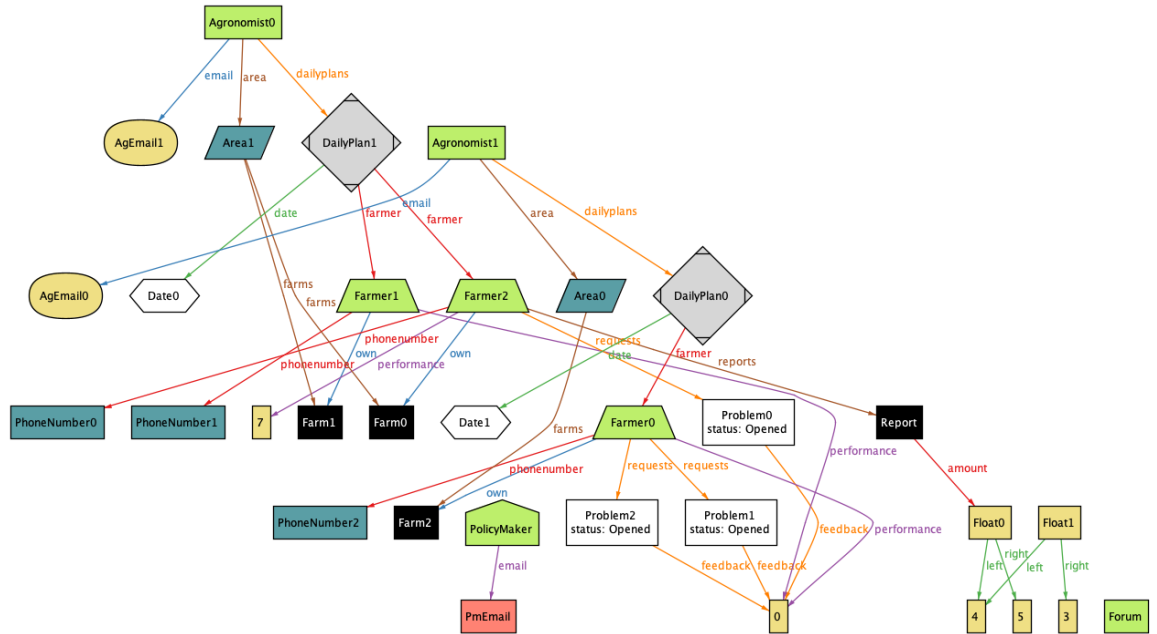 Agronomist0
email
area
dailyplans
AgEmail1
Area1
DailyPlan1
Agronomist1
date
farmer
email
farmer
area
dailyplans
AgEmail0
Date0
farms
farms
Farmer1
Farmer2
Area0
DailyPlan0
phonenumber
phonenumber
own
performance
own
requests
date
farmer
reports
PhoneNumber0
PhoneNumber1
7
Farm1
Farm0
Date1
farms
Farmer0
Problem0
status: Opened
Report
performance
phonenumber
own
requests
requests
amount
PhoneNumber2
Farm2
PolicyMaker
Problem2
status: Opened
Problem1
status: Opened
feedback
performance
Float0
Float1
email
feedback
feedback
left
right
left
right
PmEmail
0
4
5
3
Forum